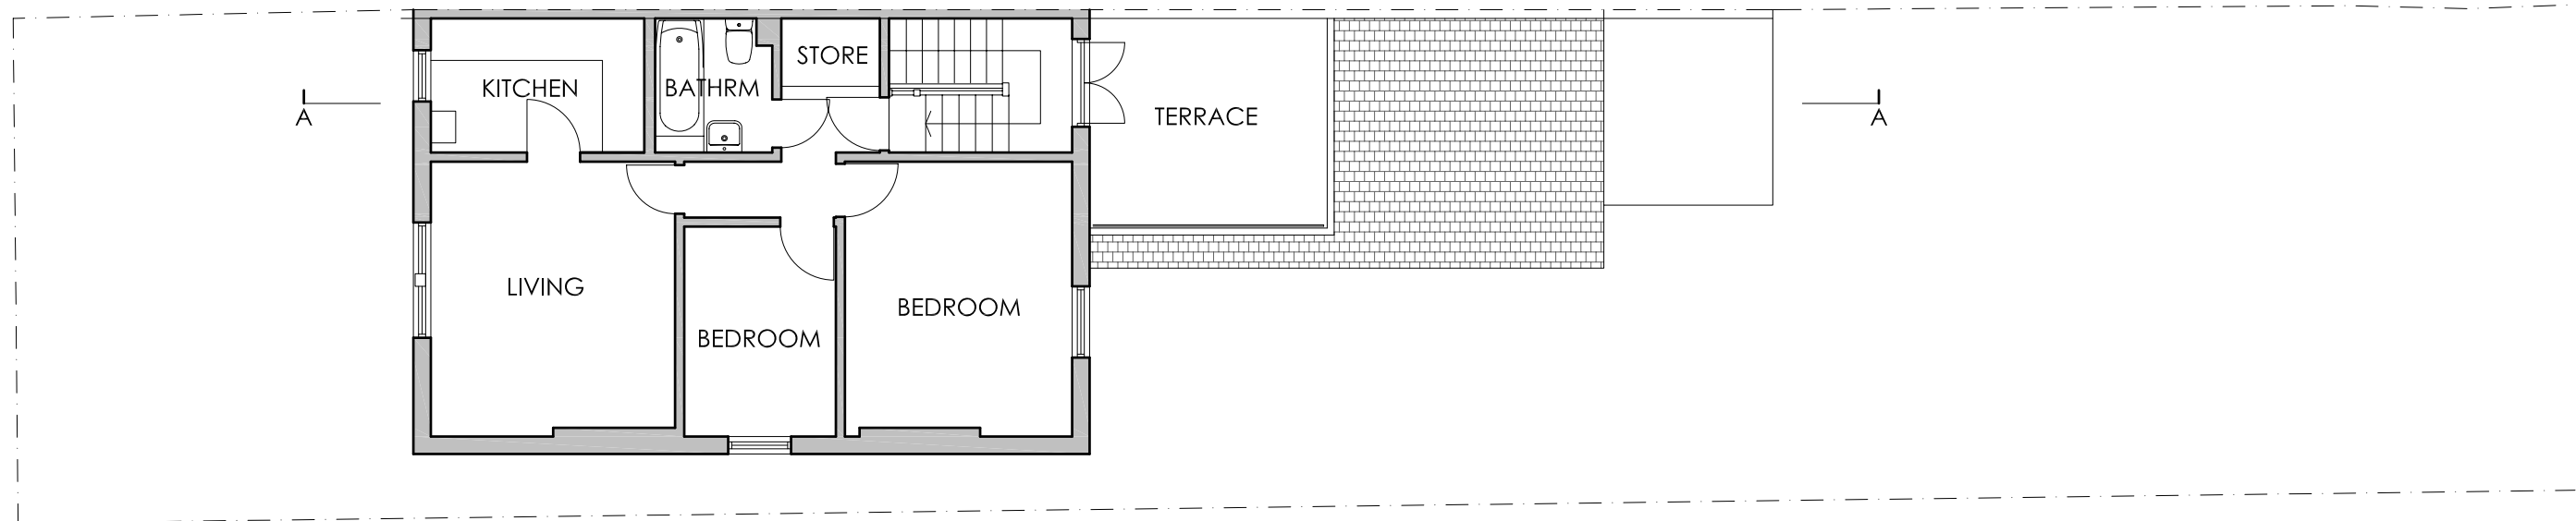 STORE
KITCHEN
BATHRM
TERRACE
A
A
LIVING
BEDROOM
BEDROOM